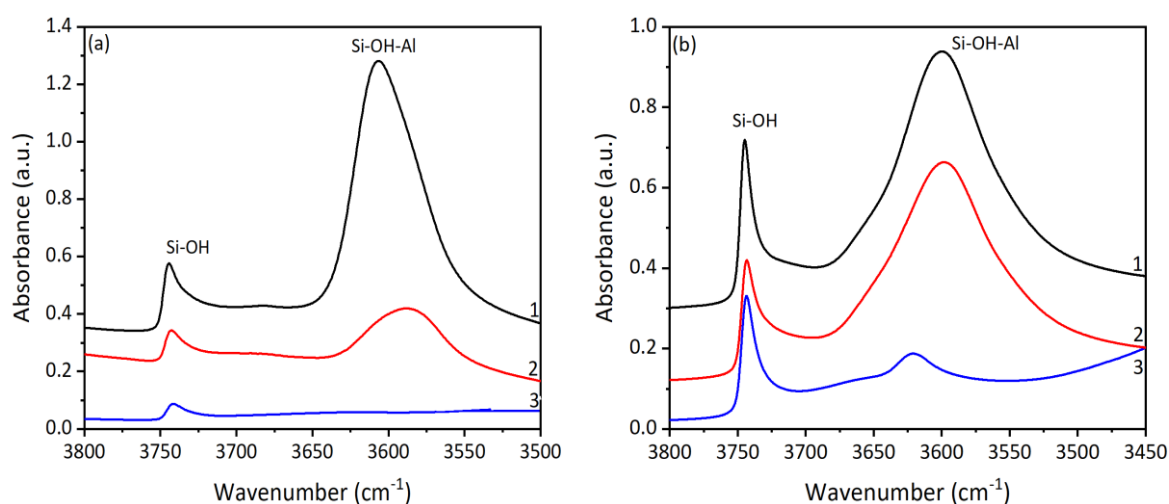 (a)
Si-OH-Al
Si-OH
1
2
3
1.4
1.2
1.0
0.8
0.6
0.4
0.2
0.0
3800 3750 3700 3650 3600 3550 3500
Absorbance (a.u.)
Wavenumber (cm-1)
(b)
Si-OH-Al
Si-OH
1
2
3
1.0
0.8
0.6
0.4
0.2
0.0
3800 3750 3700 3650 3600 3550 3500 3450
Absorbance (a.u.)
Wavenumber (cm-1)